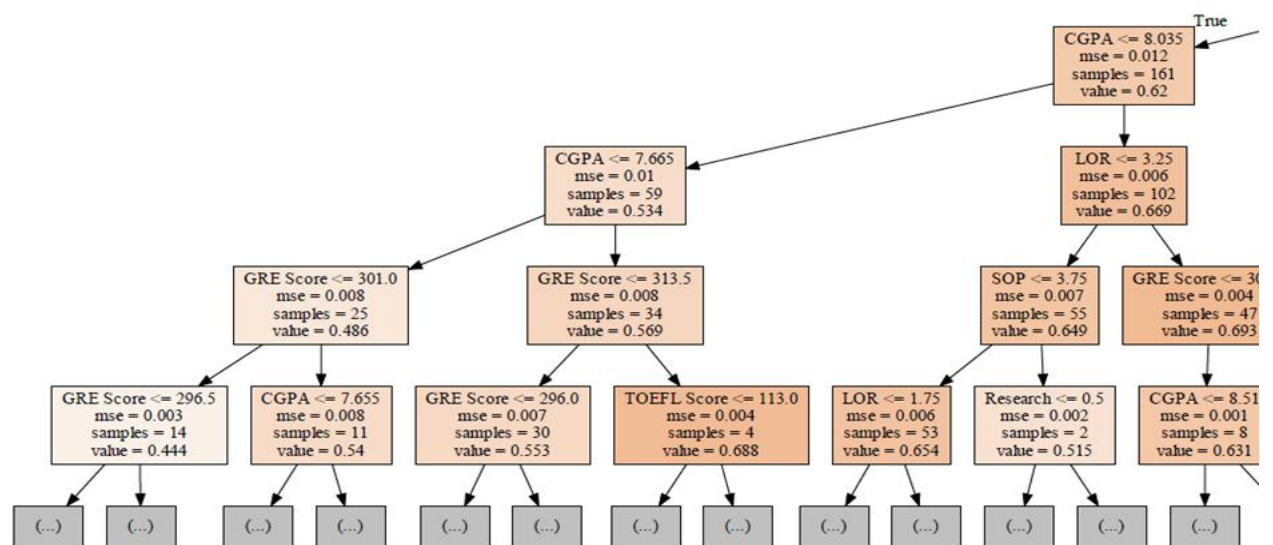 True
CGPA <= 8.035
mse = 0.012
samples = 161
value = 0.62
CGPA <= 7.665
mse = 0.01
samples = 59
value = 0.534
LOR <= 3.25
mse = 0.006
samples = 102
value = 0.669
GRE Score <= 301.0
mse = 0.008
samples = 25
value = 0.486
GRE Score <= 313.5
mse = 0.008
samples = 34
value = 0.569
SOP <= 3.75
mse = 0.007
samples = 55
value = 0.649
GRE Score <= 30
mse = 0.004
samples = 47
value = 0.693
GRE Score <= 296.5
mse = 0.003
samples = 14
value = 0.444
CGPA <= 7.655
mse = 0.008
samples = 11
value = 0.54
GRE Score <= 296.0
mse = 0.007
samples = 30
value = 0.553
TOEFL Score <= 113.0
mse = 0.004
samples = 4
value = 0.688
LOR <= 1.75
mse = 0.006
samples = 53
value = 0.654
Research <= 0.5
mse = 0.002
samples = 2
value = 0.515
CGPA <= 8.51
mse = 0.001
samples = 8
value = 0.631
(...)
(...)
(...)
(...)
(...)
(...)
(...)
(...)
(...)
(...)
(...)
(...)
(...)